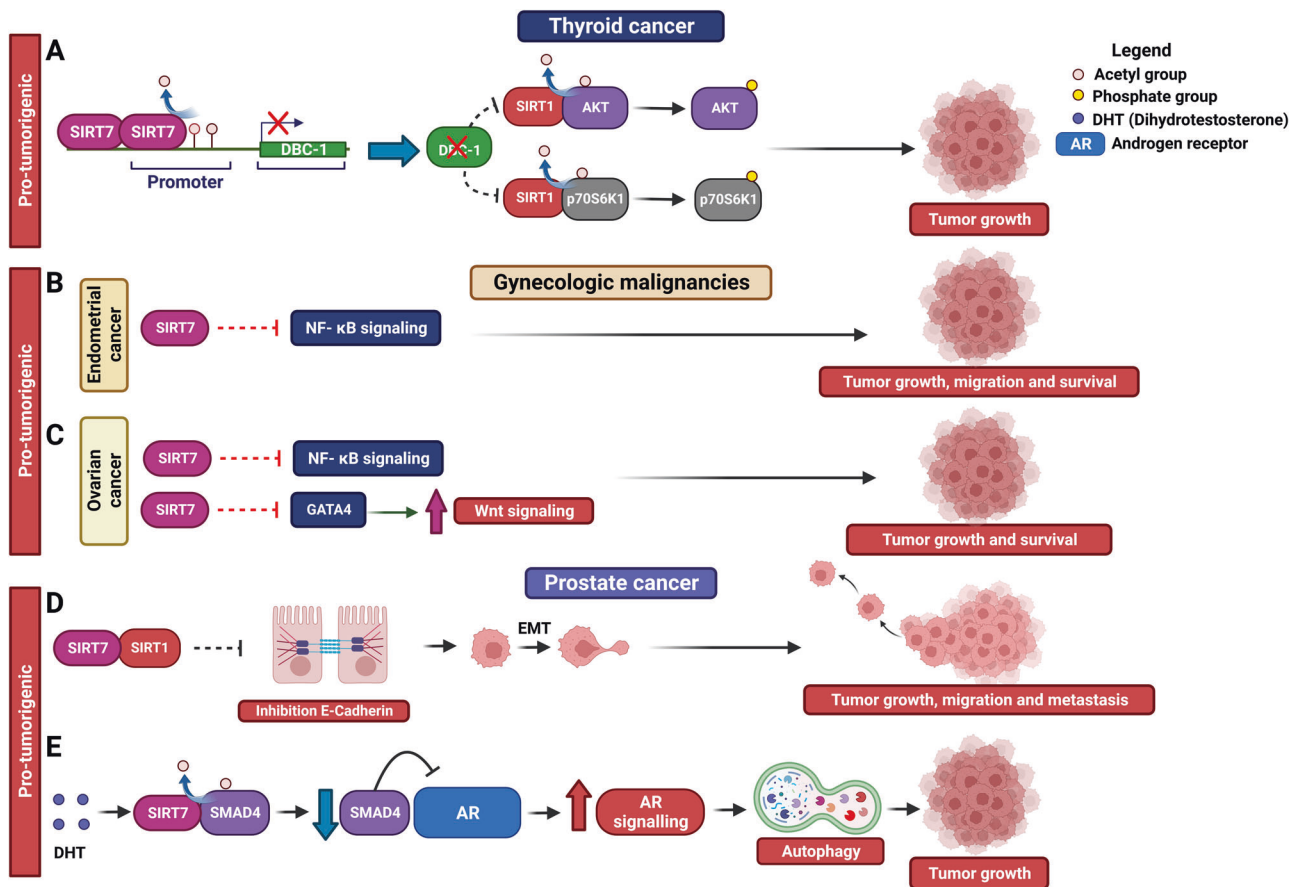 Thyroid cancer
A
Pro-tumorigenic
SIRT7
SIRT7
DBC-1
Promoter
DBC-1
SIRT1
AKT
AKT
SIRT1
p70S6K1
p70S6K1
Tumor growth
Legend
Acetyl group
Phosphate group
DHT (Dihydrotestosterone)
AR
Androgen receptor
Gynecologic malignancies
Pro-tumorigenic
B
Endometrial
cancer
SIRT7
NF- κB signaling
Tumor growth, migration and survival
C
Ovarian
cancer
SIRT7
NF- κB signaling
SIRT7
GATA4
Wnt signaling
Tumor growth and survival
Prostate cancer
Pro-tumorigenic
D
SIRT7
SIRT1
Inhibition E-Cadherin
EMT
Tumor growth, migration and metastasis
E
DHT
SIRT7
SMAD4
SMAD4
AR
AR
signalling
Autophagy
Tumor growth